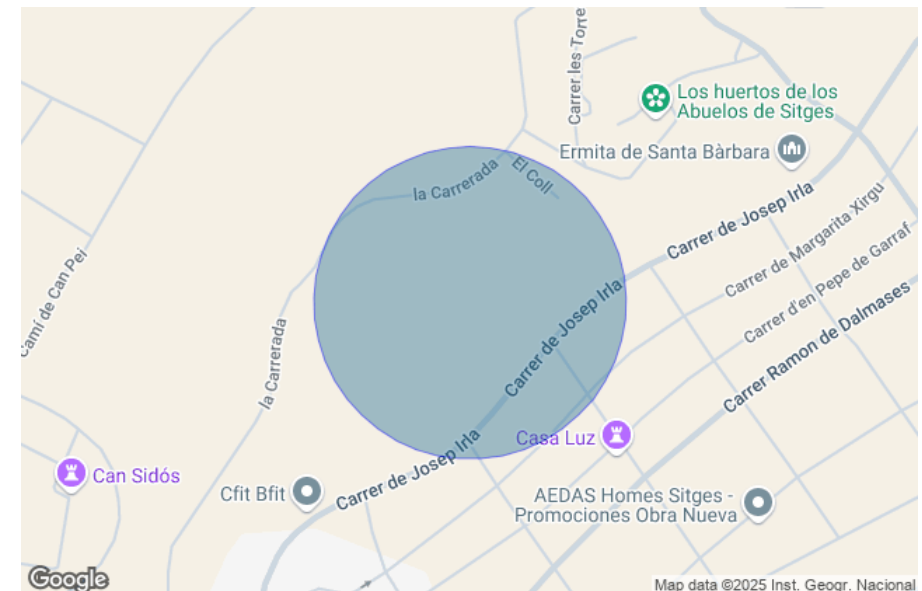 Carrer les Torre
Los huertos de los
Abuelos de Sitges
Ermita de Santa Bàrbara
El Coll
la Carrerada
Carrer de Josep Irla
Carrer de Margarita Xirgu
Carrer d'en Pepe de Garraf
Camí de Can Pei
Carrer de Josep Irla
la Carrerada
Carrer Ramon de Dalmases
Casa Luz
Can Sidós
Cfit Bfit
Carrer de Josep Irla
AEDAS Homes Sitges -
Promociones Obra Nueva
Google
Map data ©2025 Inst. Geogr. Nacional